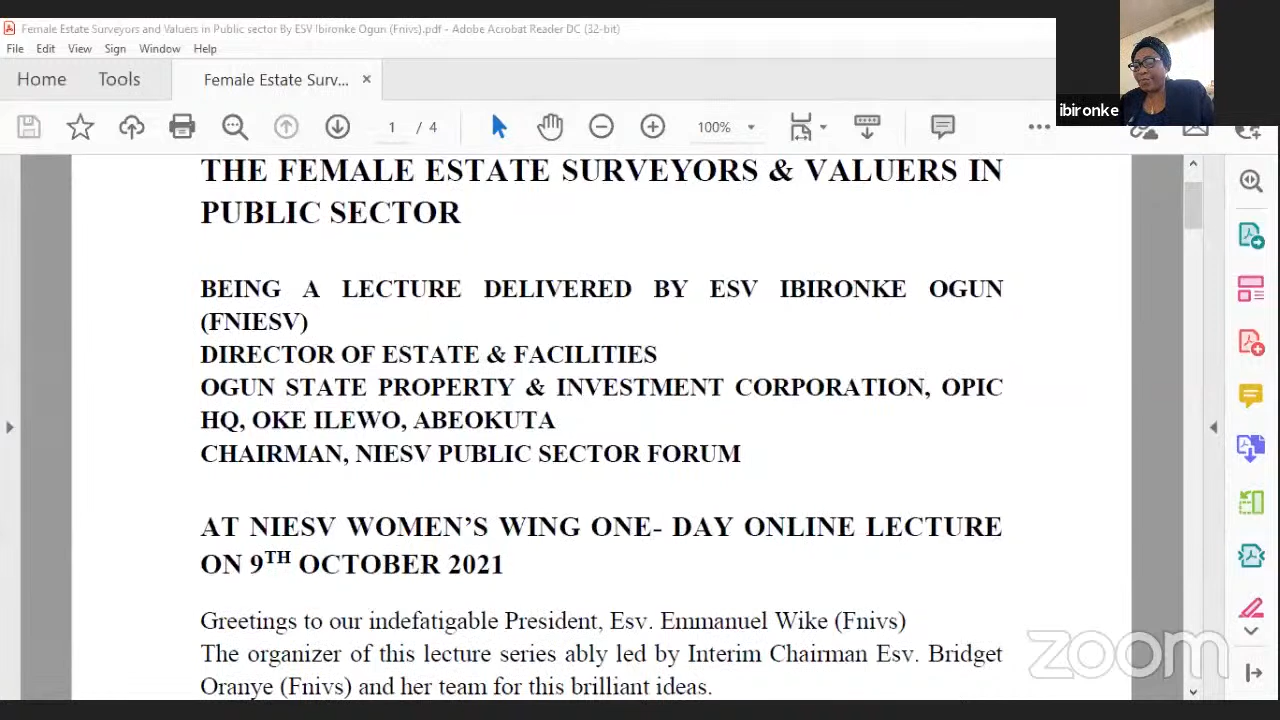 Female Estate Surveyors and Valuers in Public sector By ESV Ibironke Ogun (Fnivs).pdf - Adobe Acrobat Reader DC (32-bit)
File Edit View Sign Window Help
Home Tools Female Estate Surv... ×
1 / 4 100%
ibironke
THE FEMALE ESTATE SURVEYORS & VALUERS IN
PUBLIC SECTOR
BEING A LECTURE DELIVERED BY ESV IBIRONKE OGUN
(FNIESV)
DIRECTOR OF ESTATE & FACILITIES
OGUN STATE PROPERTY & INVESTMENT CORPORATION, OPIC
HQ, OKE ILEWO, ABEOKUTA
CHAIRMAN, NIESV PUBLIC SECTOR FORUM
AT NIESV WOMEN'S WING ONE- DAY ONLINE LECTURE
ON 9TH OCTOBER 2021
Greetings to our indefatigable President, Esv. Emmanuel Wike (Fnivs)
The organizer of this lecture series ably led by Interim Chairman Esv. Bridget
Oranye (Fnivs) and her team for this brilliant ideas.
zoom